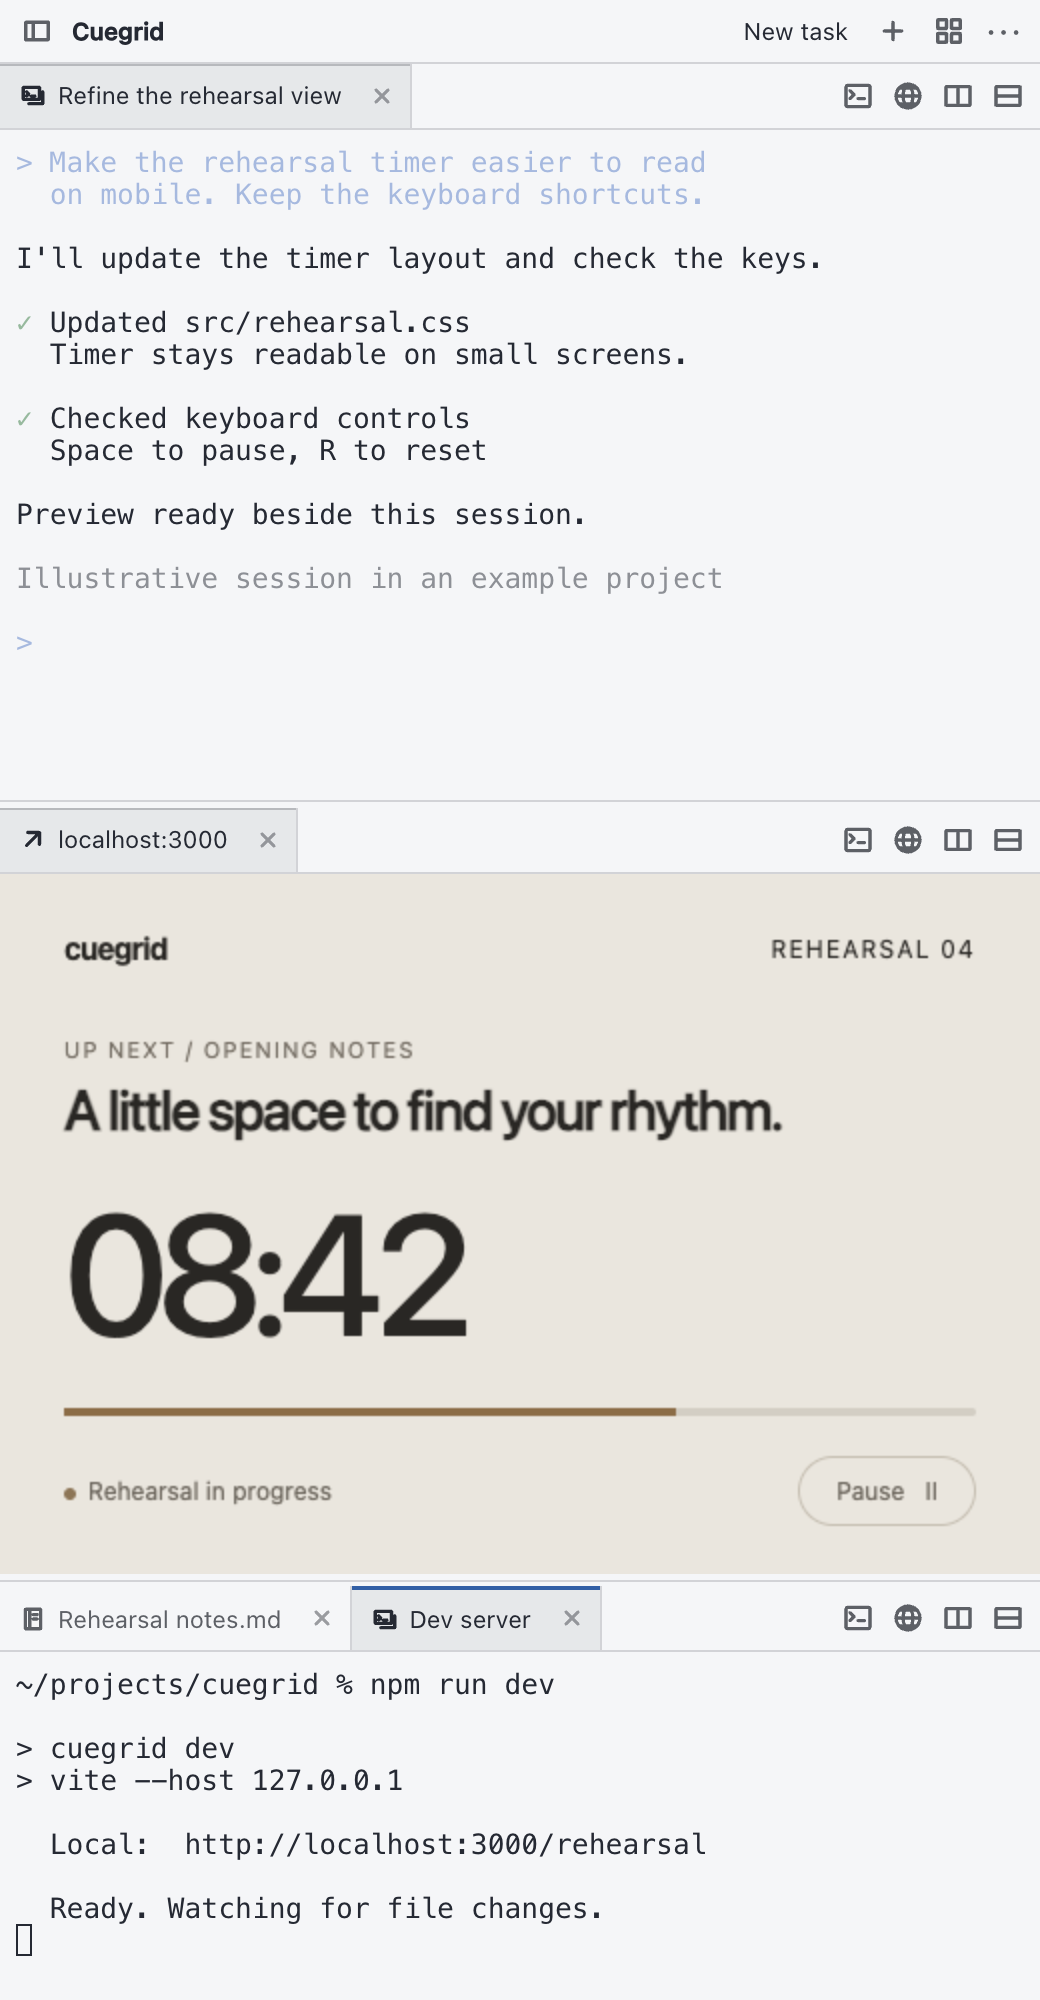 Cuegrid
New task
Refine the rehearsal view
> Make the rehearsal timer easier to read
on mobile. Keep the keyboard shortcuts.
I'll update the timer layout and check the keys.
✓ Updated src/rehearsal.css
Timer stays readable on small screens.
✓ Checked keyboard controls
Space to pause, R to reset
Preview ready beside this session.
Illustrative session in an example project
>
localhost:3000
cuegrid
REHEARSAL 04
UP NEXT / OPENING NOTES
A little space to find your rhythm.
08:42
Rehearsal in progress
Pause
Rehearsal notes.md
Dev server
~/projects/cuegrid % npm run dev
> cuegrid dev
> vite --host 127.0.0.1
Local:  http://localhost:3000/rehearsal
Ready. Watching for file changes.